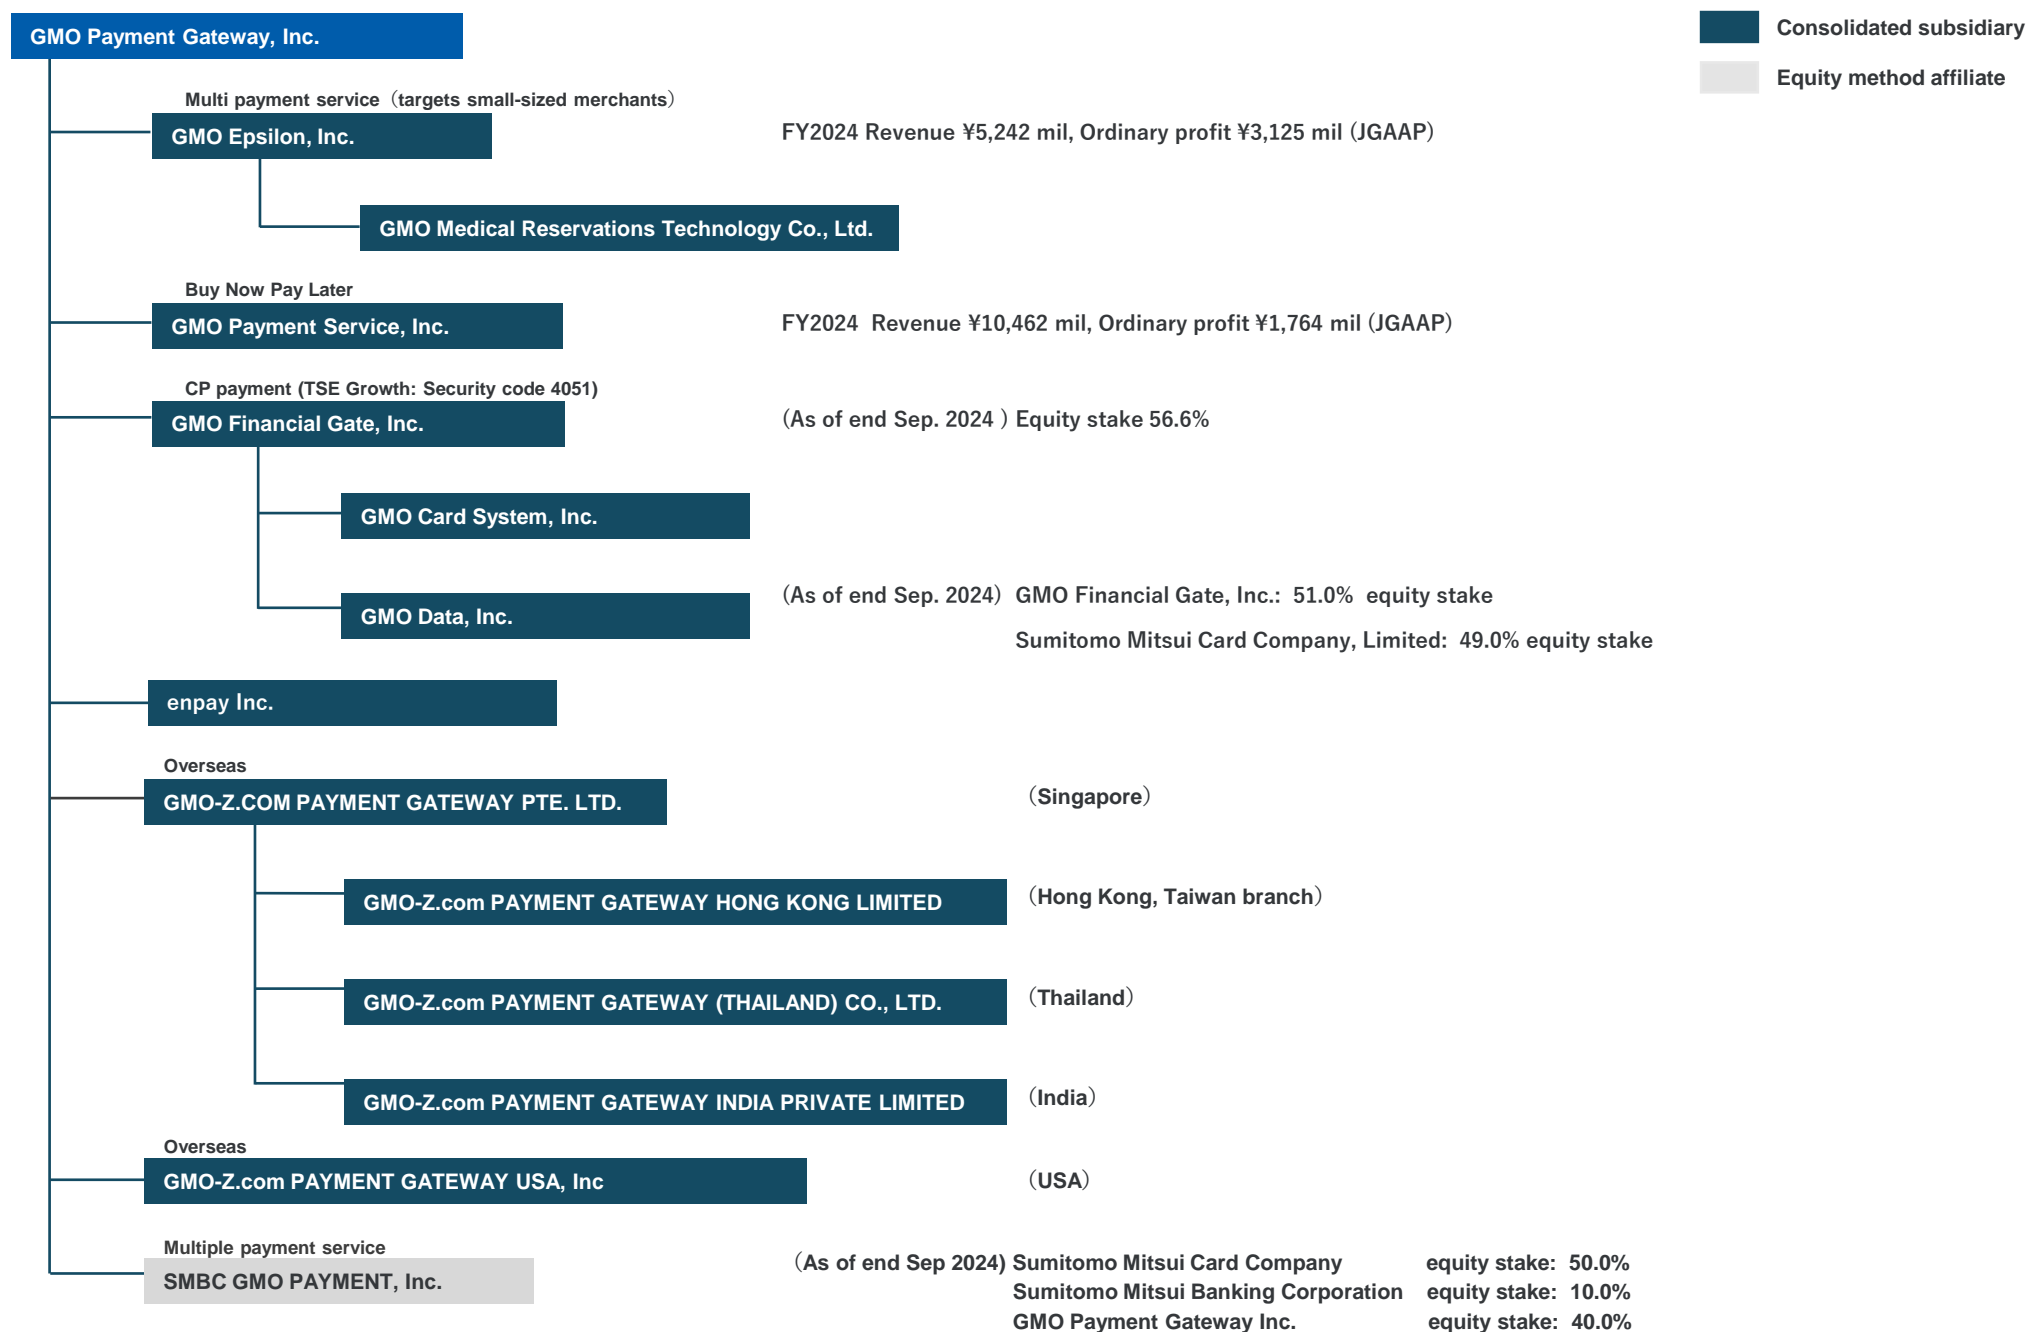 GMO Payment Gateway, Inc.
Consolidated subsidiary
Equity method affiliate
Multi payment service（targets small-sized merchants）
GMO Epsilon, Inc.
FY2024 Revenue ¥5,242 mil, Ordinary profit ¥3,125 mil (JGAAP)
GMO Medical Reservations Technology Co., Ltd.
Buy Now Pay Later
GMO Payment Service, Inc.
FY2024 Revenue ¥10,462 mil, Ordinary profit ¥1,764 mil (JGAAP)
CP payment (TSE Growth: Security code 4051)
GMO Financial Gate, Inc.
(As of end Sep. 2024 ) Equity stake 56.6%
GMO Card System, Inc.
GMO Data, Inc.
(As of end Sep. 2024) GMO Financial Gate, Inc.: 51.0% equity stake
Sumitomo Mitsui Card Company, Limited: 49.0% equity stake
enpay Inc.
Overseas
GMO-Z.COM PAYMENT GATEWAY PTE. LTD.
（Singapore）
GMO-Z.com PAYMENT GATEWAY HONG KONG LIMITED
（Hong Kong, Taiwan branch）
GMO-Z.com PAYMENT GATEWAY (THAILAND) CO., LTD.
（Thailand）
GMO-Z.com PAYMENT GATEWAY INDIA PRIVATE LIMITED
（India）
Overseas
GMO-Z.com PAYMENT GATEWAY USA, Inc
（USA）
Multiple payment service
SMBC GMO PAYMENT, Inc.
（As of end Sep 2024) Sumitomo Mitsui Card Company equity stake: 50.0%
Sumitomo Mitsui Banking Corporation equity stake: 10.0%
GMO Payment Gateway Inc. equity stake: 40.0%